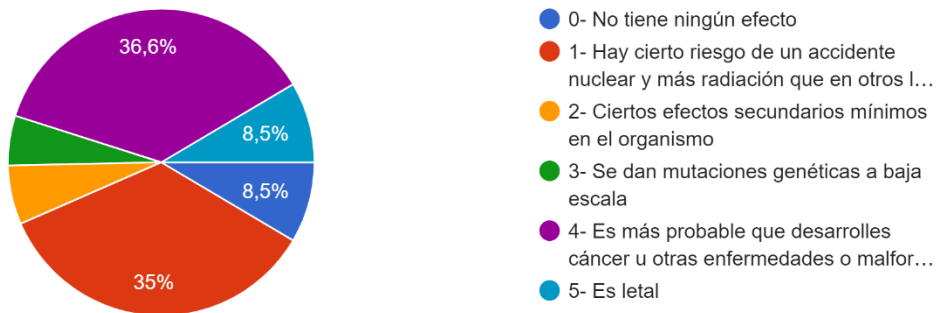 36,6%
8,5%
8,5%
35%
0- No tiene ningún efecto
1- Hay cierto riesgo de un accidente
nuclear y más radiación que en otros l…
2- Ciertos efectos secundarios mínimos
en el organismo
3- Se dan mutaciones genéticas a baja
escala
4- Es más probable que desarrolles
cáncer u otras enfermedades o malfor…
5- Es letal